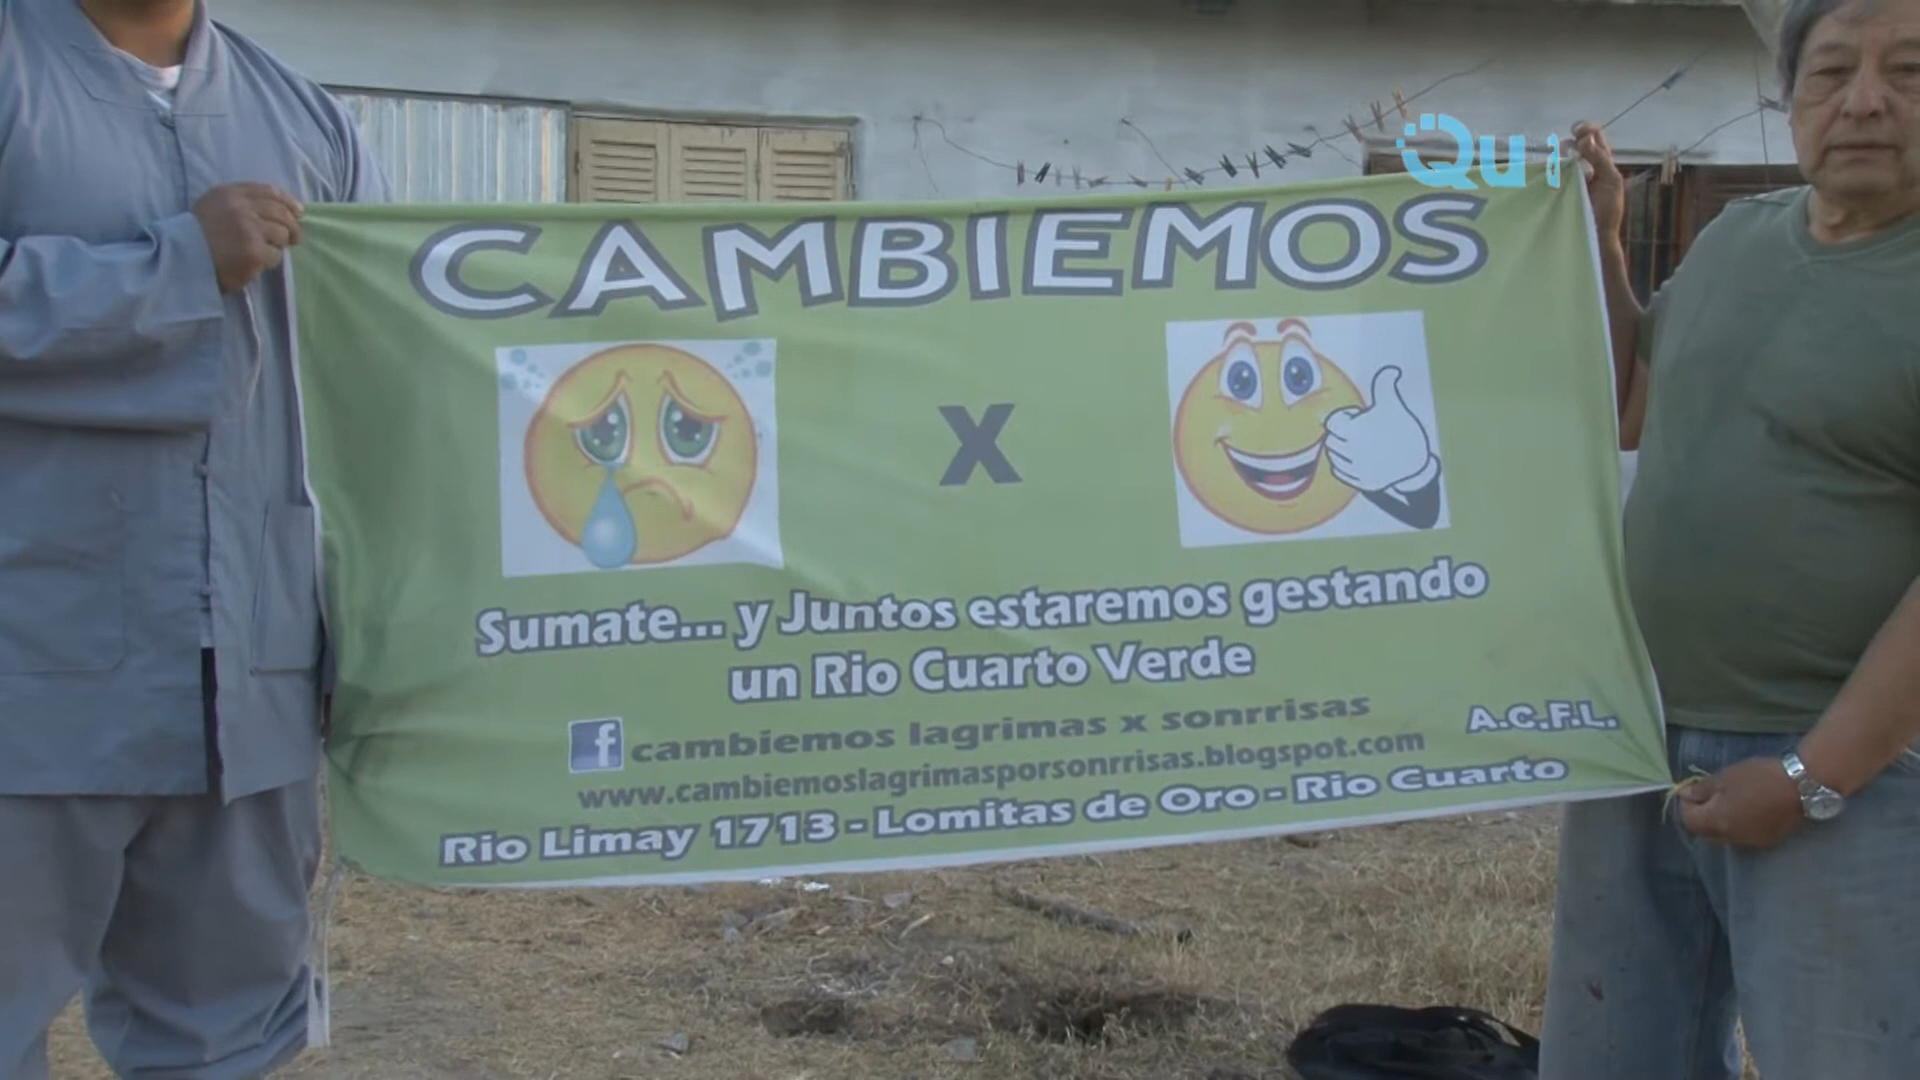 Qu a
CAMBIEMOS
X
Sumate... y Juntos estaremos gestando
un Rio Cuarto Verde
f cambiemos lagrimas x sonrrisas
A.C.F.L.
www.cambiemoslagrimasporsonrrisas.blogspot.com
Rio Limay 1713 - Lomitas de Oro - Rio Cuarto